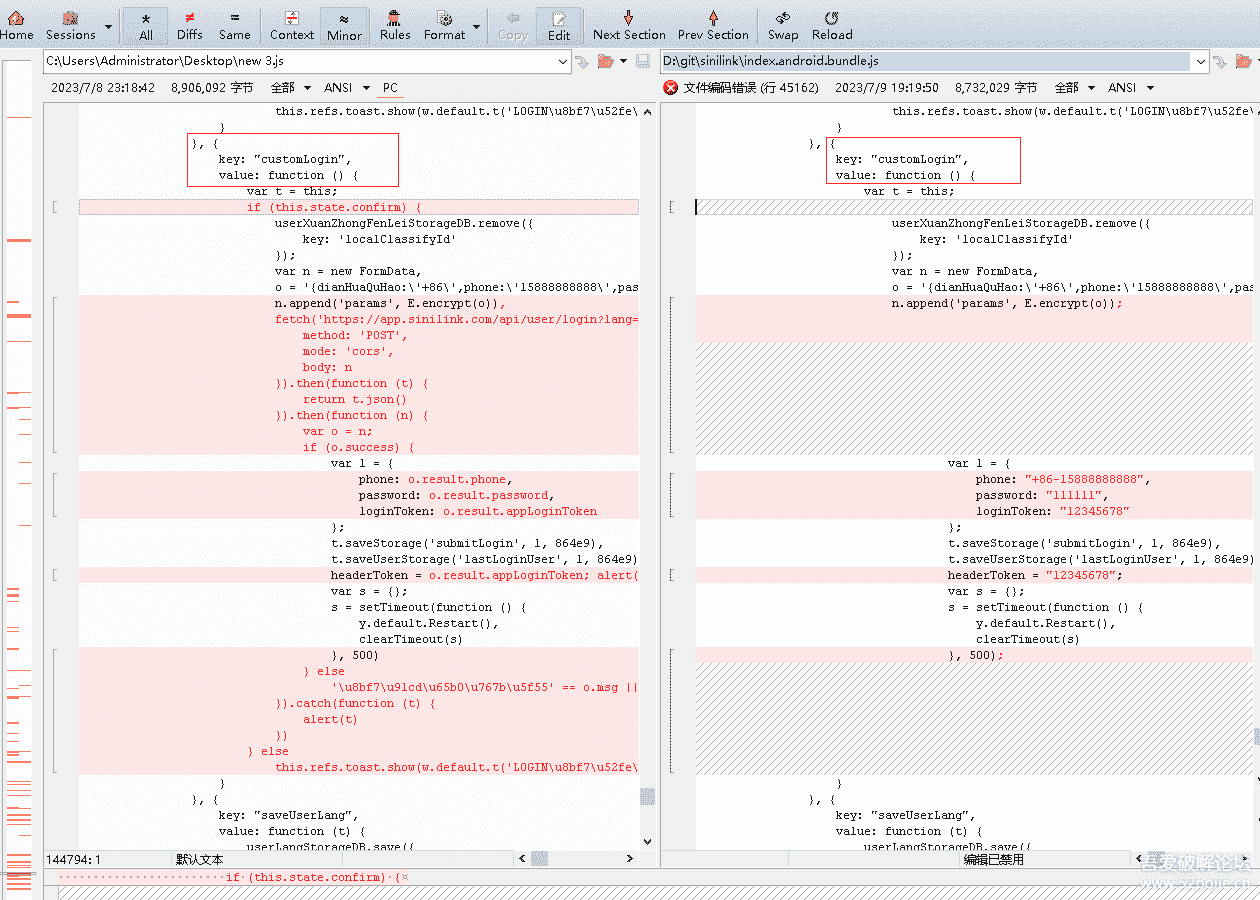 Home Sessions All Diffs Same Context Minor Rules Format Copy Edit Next Section Prev Section Swap Reload
C:\Users\Administrator\Desktop\new 3.js
2023/7/8 23:18:42 8,906,092 字节 全部 ANSI PC
this.refs.toast.show(w.default.t('LOGIN\u8bf7\u52fe\
}
}, {
key: "customLogin",
value: function () {
var t = this;
if (this.state.confirm) {
userXuanZhongFenLeiStorageDB.remove({
key: 'localClassifyId'
});
var n = new FormData,
o = '{dianHuaQuHao:\'+86\',phone:\'15888888888\',pas
n.append('params', E.encrypt(o)),
fetch('https://app.sinilink.com/api/user/login?lang=
method: 'POST',
mode: 'cors',
body: n
}).then(function (t) {
return t.json()
}).then(function (n) {
var o = n;
if (o.success) {
var l = {
phone: o.result.phone,
password: o.result.password,
loginToken: o.result.appLoginToken
};
t.saveStorage('submitLogin', l, 864e9),
t.saveUserStorage('lastLoginUser', l, 864e9)
headerToken = o.result.appLoginToken; alert(
var s = {};
s = setTimeout(function () {
y.default.Restart(),
clearTimeout(s)
}, 500)
} else
'\u8bf7\u91cd\u65b0\u767b\u5f55' == o.msg ||
}).catch(function (t) {
alert(t)
})
} else
this.refs.toast.show(w.default.t('LOGIN\u8bf7\u52fe\
}
}, {
key: "saveUserLang",
value: function (t) {
userLangStorageDB.save({
144794: 1 默认文本
D:\git\sinilink\index.android.bundle.js
文件编码错误 (行 45162) 2023/7/9 19:19:50 8,732,029 字节 全部 ANSI
this.refs.toast.show(w.default.t('LOGIN\u8bf7\u52fe\
}
}, {
key: "customLogin",
value: function () {
var t = this;
userXuanZhongFenLeiStorageDB.remove({
key: 'localClassifyId'
});
var n = new FormData,
o = '{dianHuaQuHao:\'+86\',phone:\'15888888888\',pas
n.append('params', E.encrypt(o));
var l = {
phone: "+86-15888888888",
password: "111111",
loginToken: "12345678"
};
t.saveStorage('submitLogin', l, 864e9),
t.saveUserStorage('lastLoginUser', l, 864e9)
headerToken = "12345678";
var s = {};
s = setTimeout(function () {
y.default.Restart(),
clearTimeout(s)
}, 500);
}
}, {
key: "saveUserLang",
value: function (t) {
userLangStorageDB.save({
编辑已禁用
if (this.state.confirm) {¤
吾爱破解论坛
www.52pojie.cn